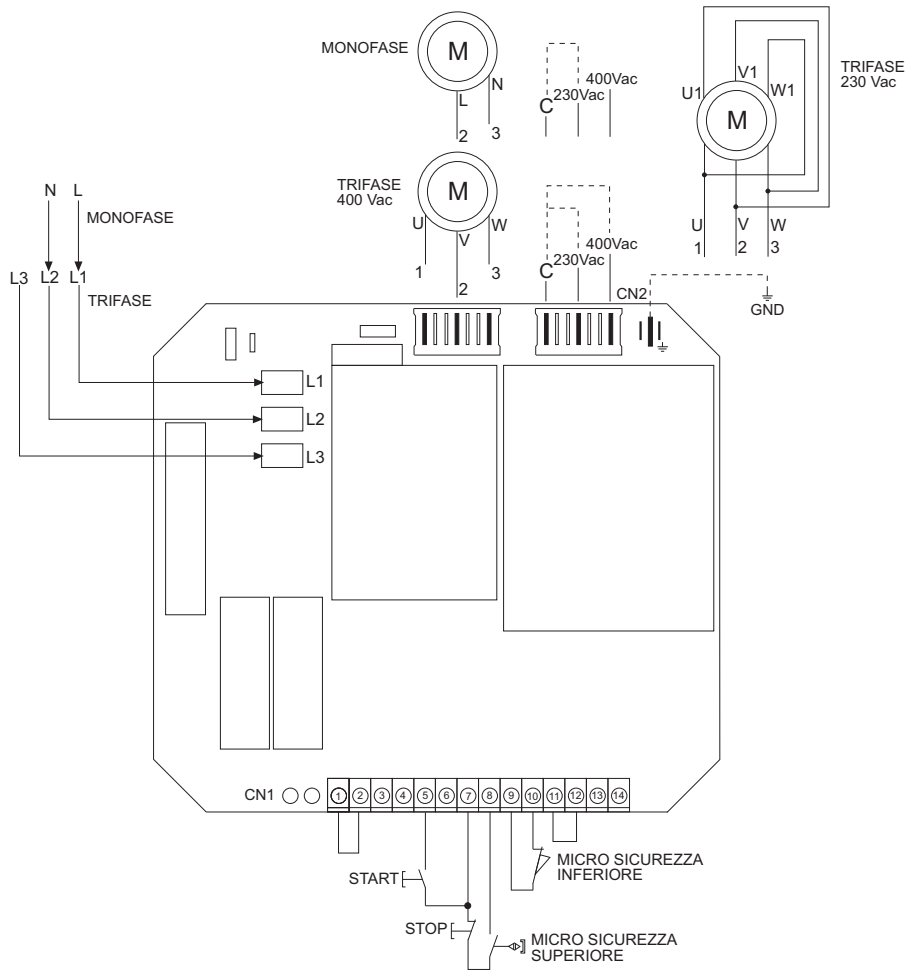 MONOFASE
M
L
N
2
3
C
230Vac
400Vac
U1
V1
W1
M
TRIFASE
230 Vac
U
V
W
1
2
3
TRIFASE
400 Vac
M
U
V
W
1
2
3
C
230Vac
400Vac
CN2
GND
N
L
MONOFASE
L3
L2
L1
TRIFASE
L1
L2
L3
CN1
1 2 3 4 5 6 7 8 9 10 11 12 13 14
START
STOP
MICRO SICUREZZA
INFERIORE
MICRO SICUREZZA
SUPERIORE